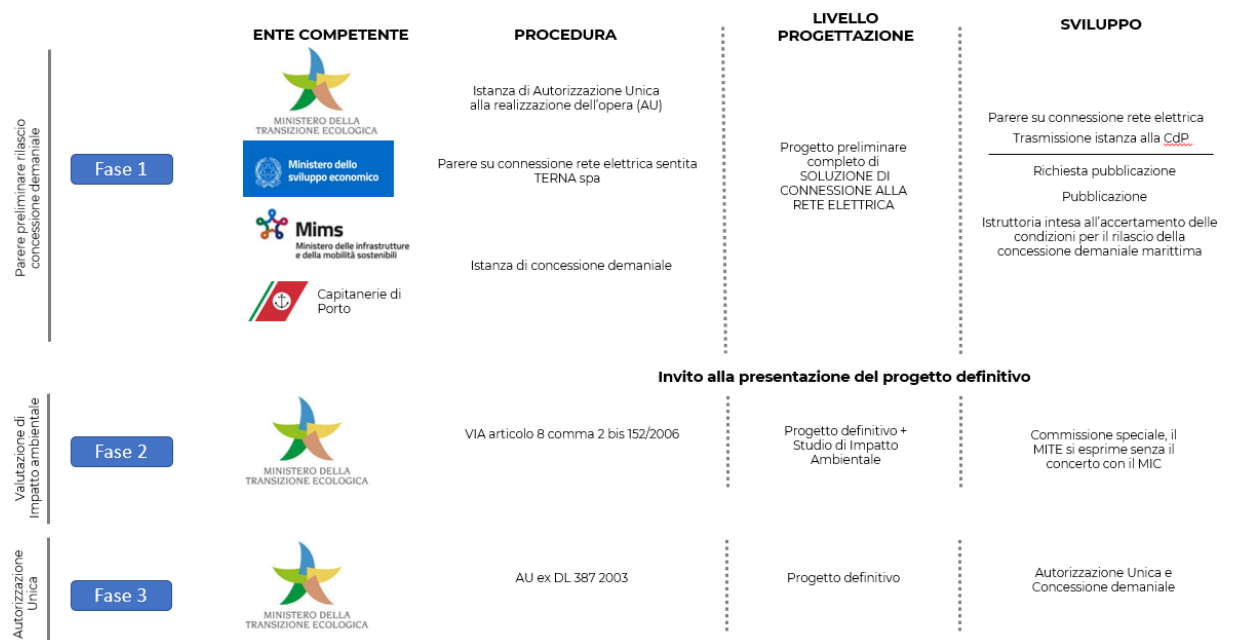 ENTE COMPETENTE
PROCEDURA
LIVELLO
PROGETTAZIONE
SVILUPPO
Parere preliminare rilascio
concessione demaniale
Fase 1
MINISTERO DELLA
TRANSIZIONE ECOLOGICA
Istanza di Autorizzazione Unica
alla realizzazione dell'opera (AU)
Ministero dello
sviluppo economico
Parere su connessione rete elettrica sentita
TERNA spa
Mims
Ministero delle infrastrutture
e della mobilità sostenibili
Istanza di concessione demaniale
Capitanerie di
Porto
Progetto preliminare
completo di
SOLUZIONE DI
CONNESSIONE ALLA
RETE ELETTRICA
Parere su connessione rete elettrica
Trasmissione istanza alla CdP
Richiesta pubblicazione
Pubblicazione
Istruttoria intesa all'accertamento delle
condizioni per il rilascio della
concessione demaniale marittima
Invito alla presentazione del progetto definitivo
Valutazione di
Impatto ambientale
Fase 2
MINISTERO DELLA
TRANSIZIONE ECOLOGICA
VIA articolo 8 comma 2 bis 152/2006
Progetto definitivo +
Studio di Impatto
Ambientale
Commissione speciale, il
MITE si esprime senza il
concerto con il MIC
Autorizzazione
Unica
Fase 3
MINISTERO DELLA
TRANSIZIONE ECOLOGICA
AU ex DL 387 2003
Progetto definitivo
Autorizzazione Unica e
Concessione demaniale